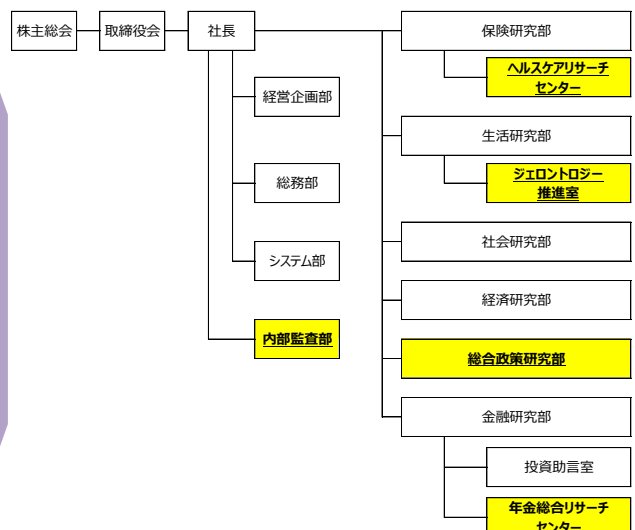 株主総会
取締役会
社長
保険研究部
ヘルスケアリサーチ
センター
経営企画部
生活研究部
ジェロントロジー
推進室
総務部
社会研究部
システム部
経済研究部
内部監査部
総合政策研究部
金融研究部
投資助言室
年金総合リサーチ
センター